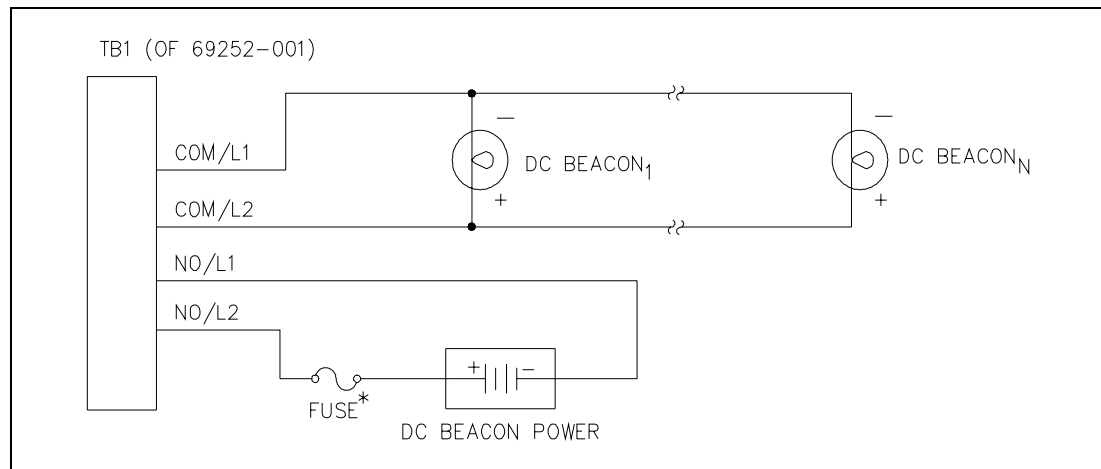 TB1 (OF 69252-001)
COM/L1
COM/L2
NO/L1
NO/L2
−
DC BEACON1
+
−
DC BEACONN
+
FUSE*
+ −
DC BEACON POWER